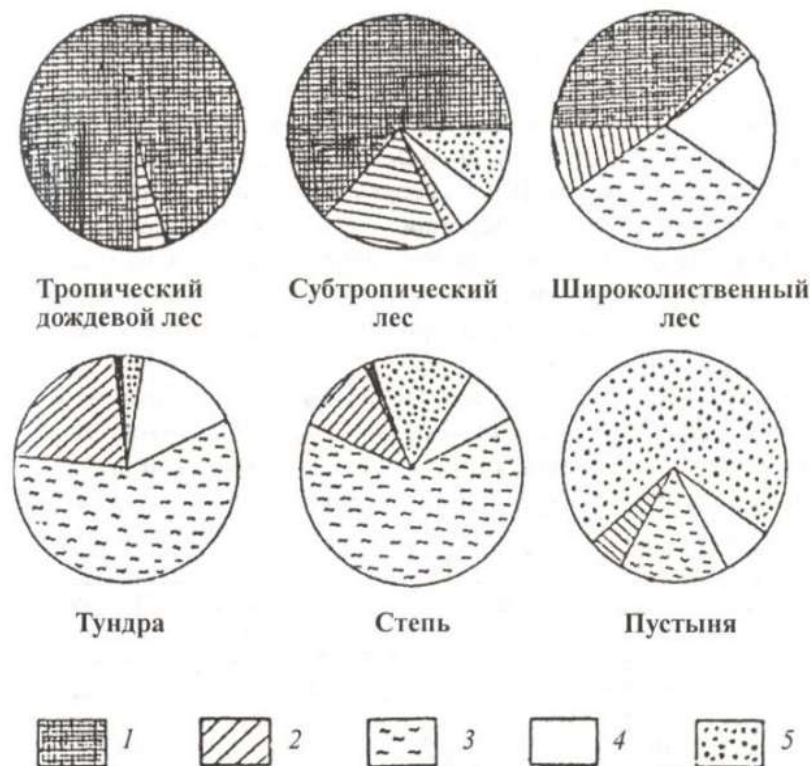 Тропический
дождевой лес
Субтропический
лес
Широколиственный
лес
Тундра
Степь
Пустыня
1 2 3 4 5